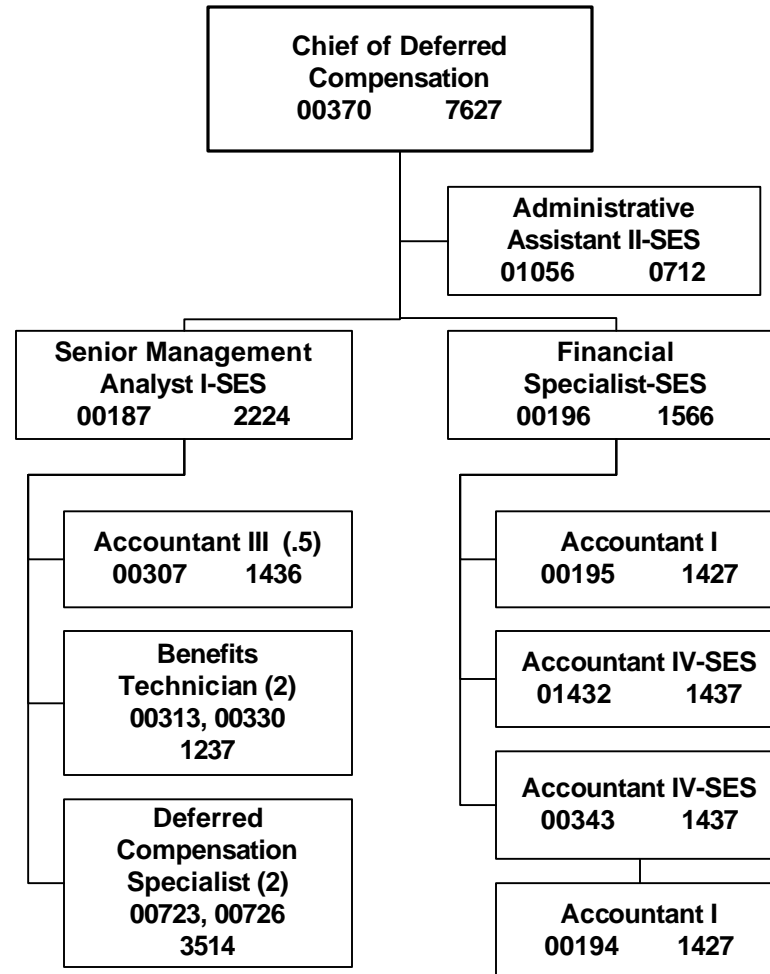 Chief of Deferred
Compensation
00370 7627
Administrative
Assistant II-SES
01056 0712
Senior Management
Analyst I-SES
00187 2224
Financial
Specialist-SES
00196 1566
Accountant III (.5)
00307 1436
Benefits
Technician (2)
00313, 00330
1237
Deferred
Compensation
Specialist (2)
00723, 00726
3514
Accountant I
00195 1427
Accountant IV-SES
01432 1437
Accountant IV-SES
00343 1437
Accountant I
00194 1427